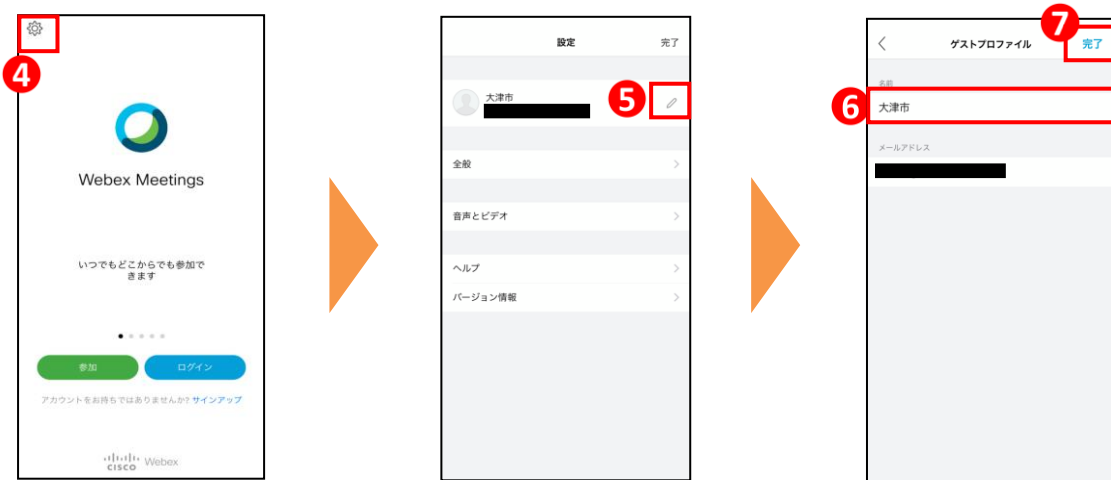 4
Webex Meetings
いつでもどこからでも参加で
きます
参加
ログイン
アカウントをお持ちではありませんか? サインアップ
CISCO Webex
設定
完了
大津市
5
全般
音声とビデオ
ヘルプ
バージョン情報
7
ゲストプロファイル
完了
名前
6
大津市
メールアドレス